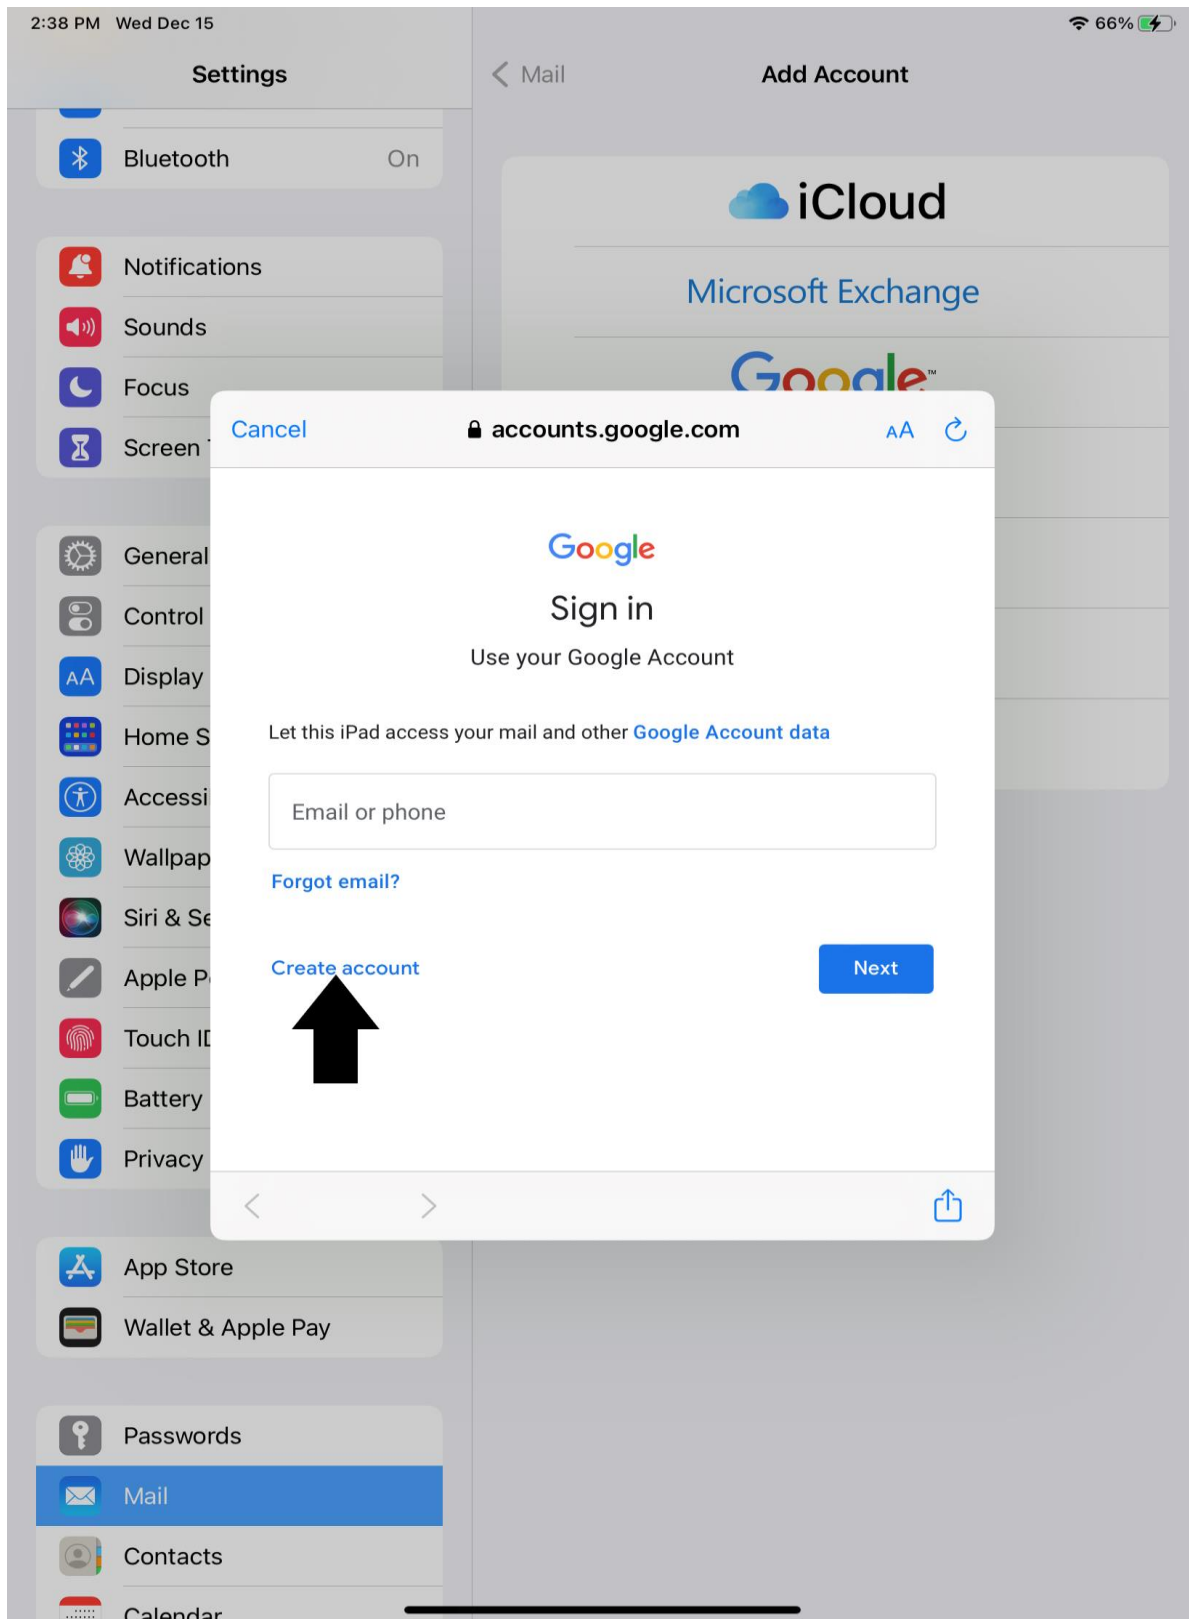 2:38 PM Wed Dec 15
66%
Settings
Mail
Add Account
Bluetooth On
Notifications
Sounds
Focus
Screen
General
Control
Display
Home S
Accessi
Wallpap
Siri & Se
Apple P
Touch ID
Battery
Privacy
App Store
Wallet & Apple Pay
Passwords
Mail
Contacts
Calendar
iCloud
Microsoft Exchange
Google™
Cancel
accounts.google.com
AA
Google
Sign in
Use your Google Account
Let this iPad access your mail and other Google Account data
Email or phone
Forgot email?
Create account
Next